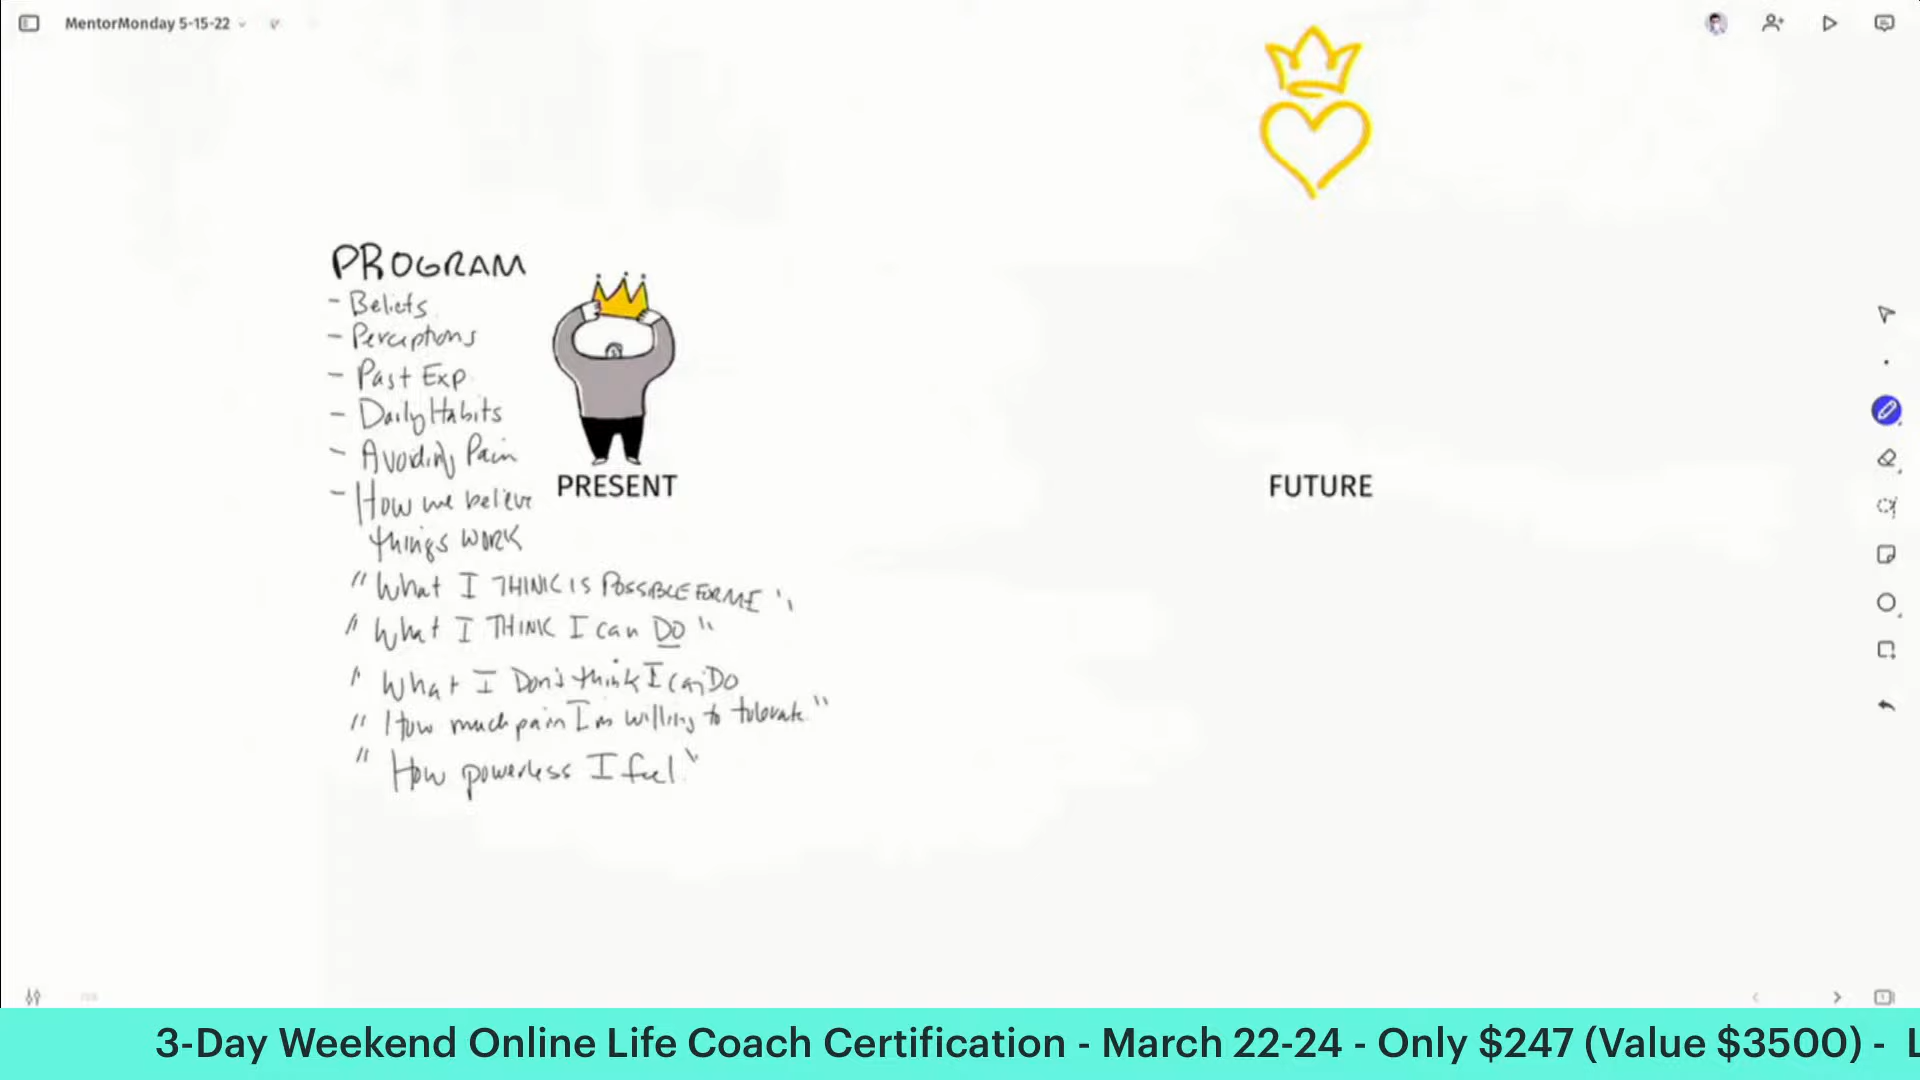 MentorMonday 5-15-22
PROGRAM
- Beliefs
- Perceptions
- Past Exp.
- Daily Habits
- Avoiding Pain
- How we believe
things WORK
PRESENT
FUTURE
"What I THINK IS POSSIBLE FOR ME"
"What I THINK I can DO"
"What I Don't think I can DO
"How much pain I'm willing to tolerate."
"How powerless I feel."
3-Day Weekend Online Life Coach Certification - March 22-24 - Only $247 (Value $3500) - L